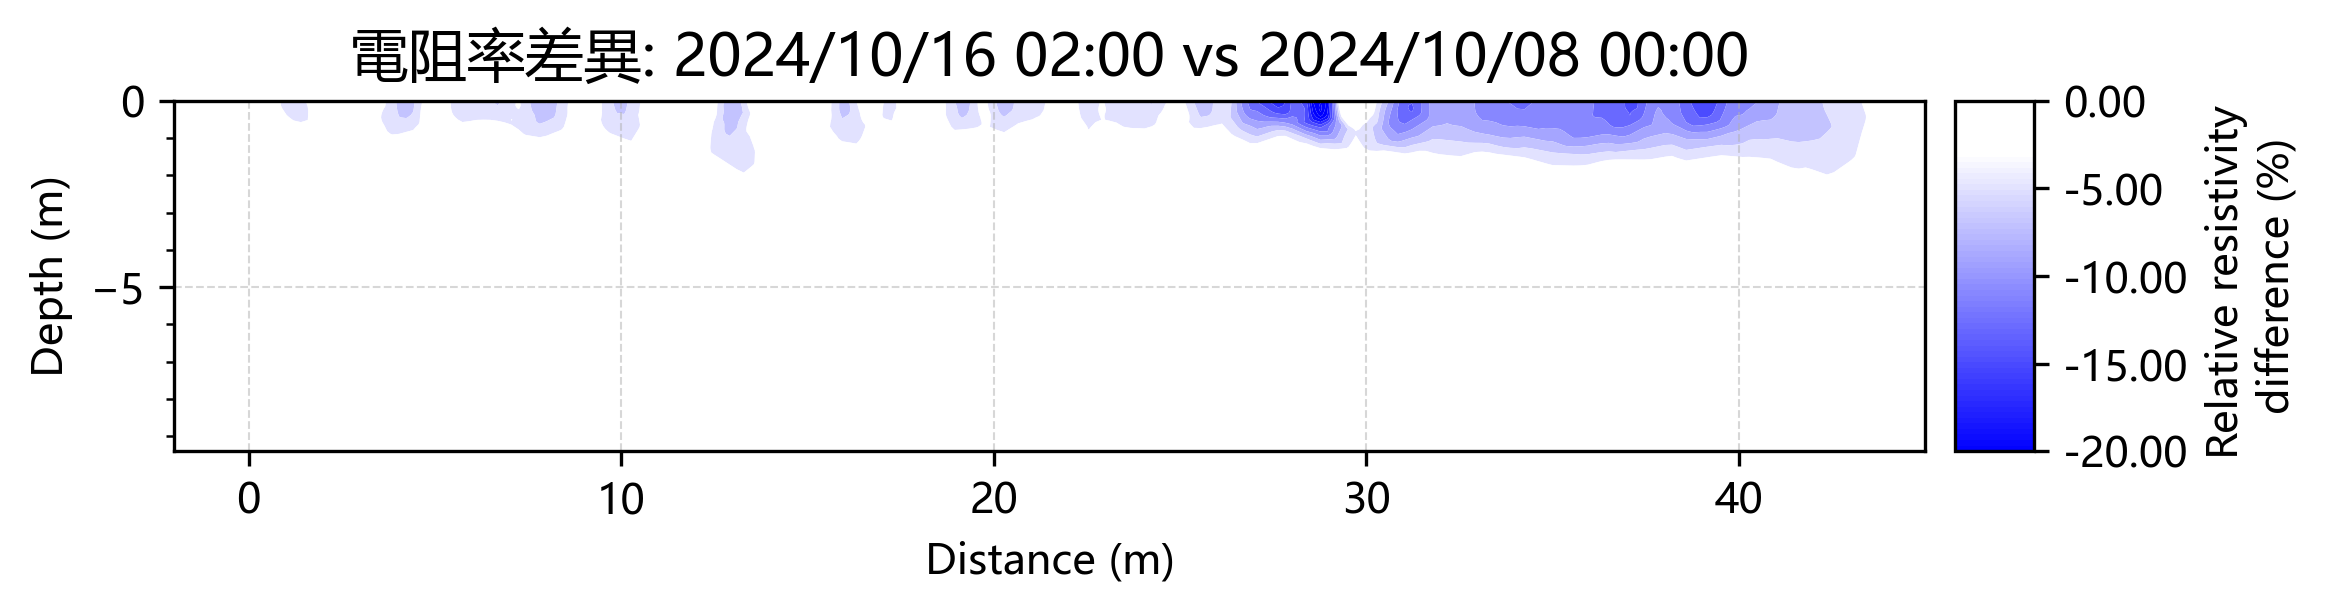 電阻率差異: 2024/10/16 02:00 vs 2024/10/08 00:00
0
−5
Depth (m)
0
10
20
30
40
Distance (m)
0.00
-5.00
-10.00
-15.00
-20.00
Relative resistivity
difference (%)